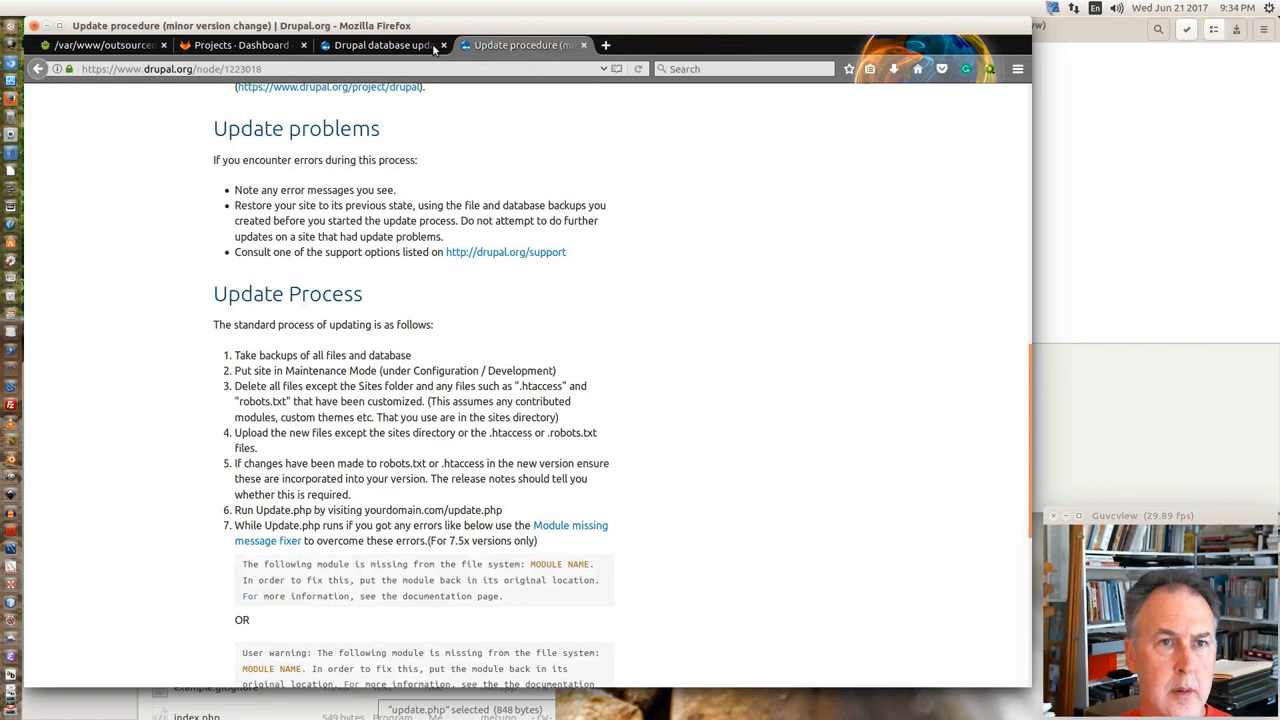 En
Wed Jun 21 2017
9:34 PM
Update procedure (minor version change) | Drupal.org - Mozilla Firefox
/var/www/outsource
Projects · Dashboard
Drupal database upda
Update procedure (mi
https://www.drupal.org/node/1223018
Search
(https://www.drupal.org/project/drupal).
Update problems
If you encounter errors during this process:
Note any error messages you see.
Restore your site to its previous state, using the file and database backups you
created before you started the update process. Do not attempt to do further
updates on a site that had update problems.
Consult one of the support options listed on http://drupal.org/support
Update Process
The standard process of updating is as follows:
1. Take backups of all files and database
2. Put site in Maintenance Mode (under Configuration / Development)
3. Delete all files except the Sites folder and any files such as ".htaccess" and
"robots.txt" that have been customized. (This assumes any contributed
modules, custom themes etc. That you use are in the sites directory)
4. Upload the new files except the sites directory or the .htaccess or .robots.txt
files.
5. If changes have been made to robots.txt or .htaccess in the new version ensure
these are incorporated into your version. The release notes should tell you
whether this is required.
6. Run Update.php by visiting yourdomain.com/update.php
7. While Update.php runs if you got any errors like below use the Module missing
message fixer to overcome these errors.(For 7.5x versions only)
The following module is missing from the file system: MODULE NAME.
In order to fix this, put the module back in its original location.
For more information, see the documentation page.
OR
User warning: The following module is missing from the file system:
MODULE NAME. In order to fix this, put the module back in its
original location. For more information, see the documentation
Guvcview (29.89 fps)
example.gitignore
index.php
549 bytes
"update.php" selected (848 bytes)